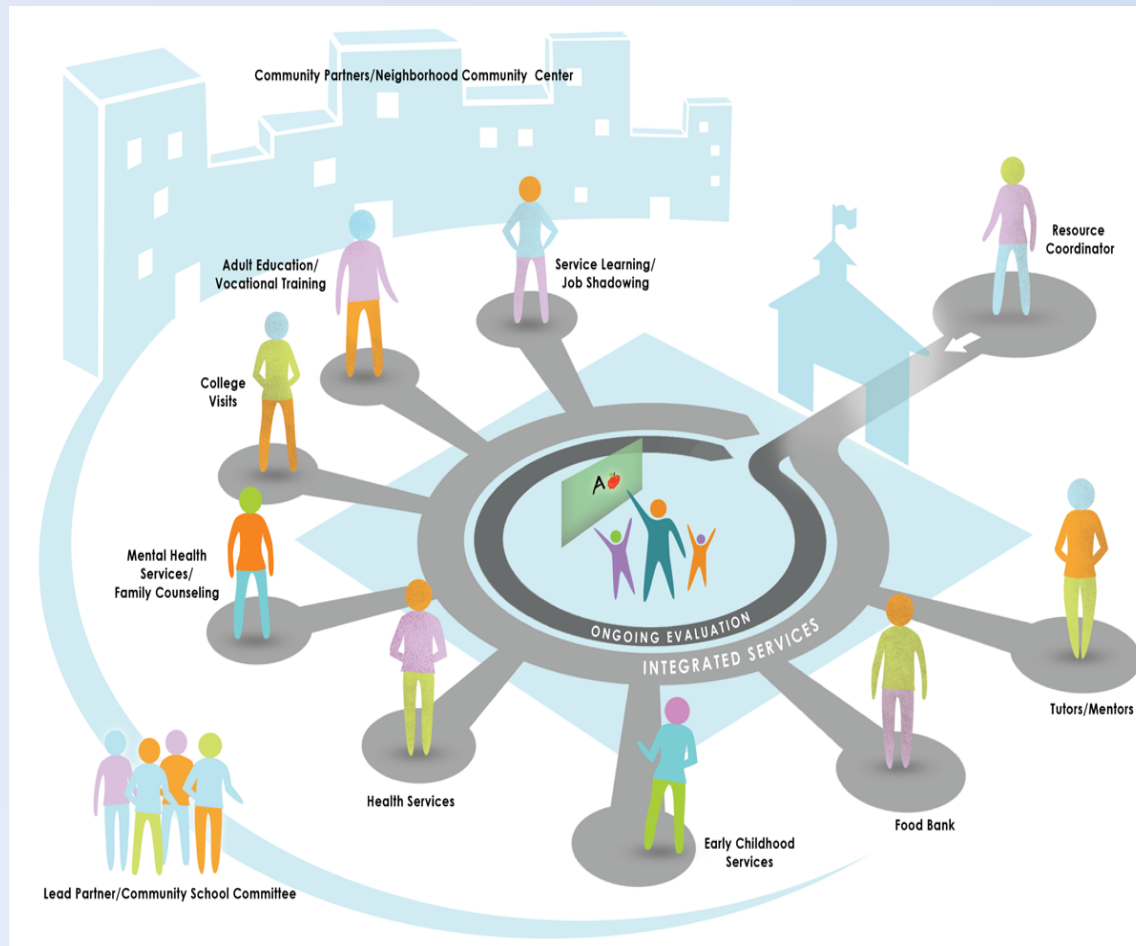 Community Partners/Neighborhood Community Center
Resource
Coordinator
Adult Education/
Vocational Training
Service Learning/
Job Shadowing
College
Visits
A
Mental Health
Services/
Family Counseling
ONGOING EVALUATION
INTEGRATED SERVICES
Tutors/Mentors
Health Services
Food Bank
Early Childhood
Services
Lead Partner/Community School Committee